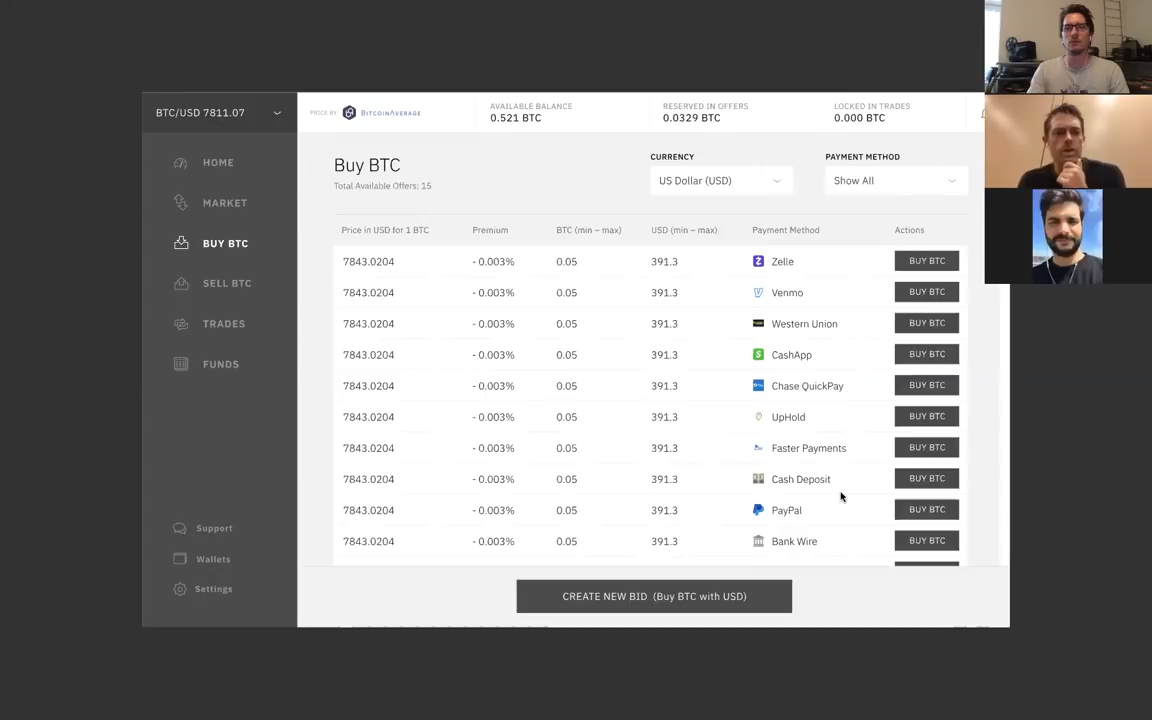 BTC/USD 7811.07
HOME
MARKET
BUY BTC
SELL BTC
TRADES
FUNDS
Support
Wallets
Settings
PRICE BY BITCOINAVERAGE
AVAILABLE BALANCE
0.521 BTC
RESERVED IN OFFERS
0.0329 BTC
LOCKED IN TRADES
0.000 BTC
Buy BTC
Total Available Offers: 15
CURRENCY
US Dollar (USD)
PAYMENT METHOD
Show All
Price in USD for 1 BTC Premium BTC (min – max) USD (min – max) Payment Method Actions
7843.0204 - 0.003% 0.05 391.3 Zelle BUY BTC
7843.0204 - 0.003% 0.05 391.3 Venmo BUY BTC
7843.0204 - 0.003% 0.05 391.3 Western Union BUY BTC
7843.0204 - 0.003% 0.05 391.3 CashApp BUY BTC
7843.0204 - 0.003% 0.05 391.3 Chase QuickPay BUY BTC
7843.0204 - 0.003% 0.05 391.3 UpHold BUY BTC
7843.0204 - 0.003% 0.05 391.3 Faster Payments BUY BTC
7843.0204 - 0.003% 0.05 391.3 Cash Deposit BUY BTC
7843.0204 - 0.003% 0.05 391.3 PayPal BUY BTC
7843.0204 - 0.003% 0.05 391.3 Bank Wire BUY BTC
CREATE NEW BID (Buy BTC with USD)